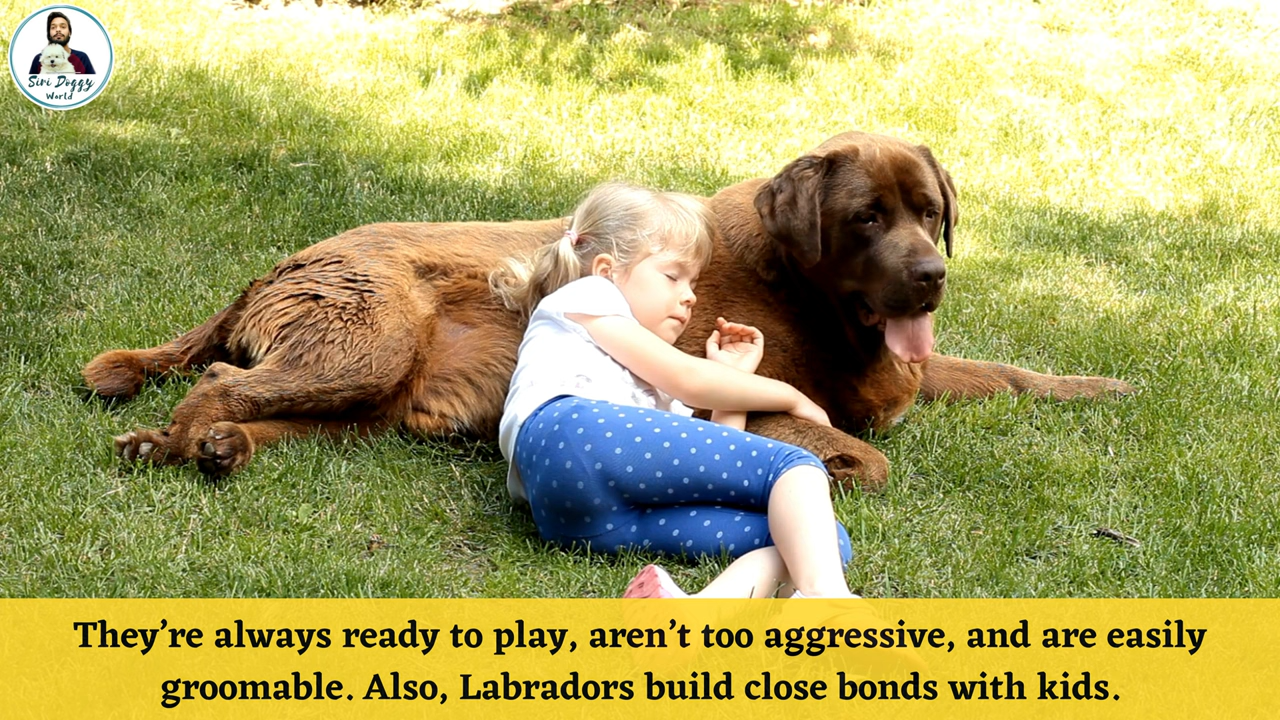 Siri Doggy
World
They're always ready to play, aren't too aggressive, and are easily
groomable. Also, Labradors build close bonds with kids.